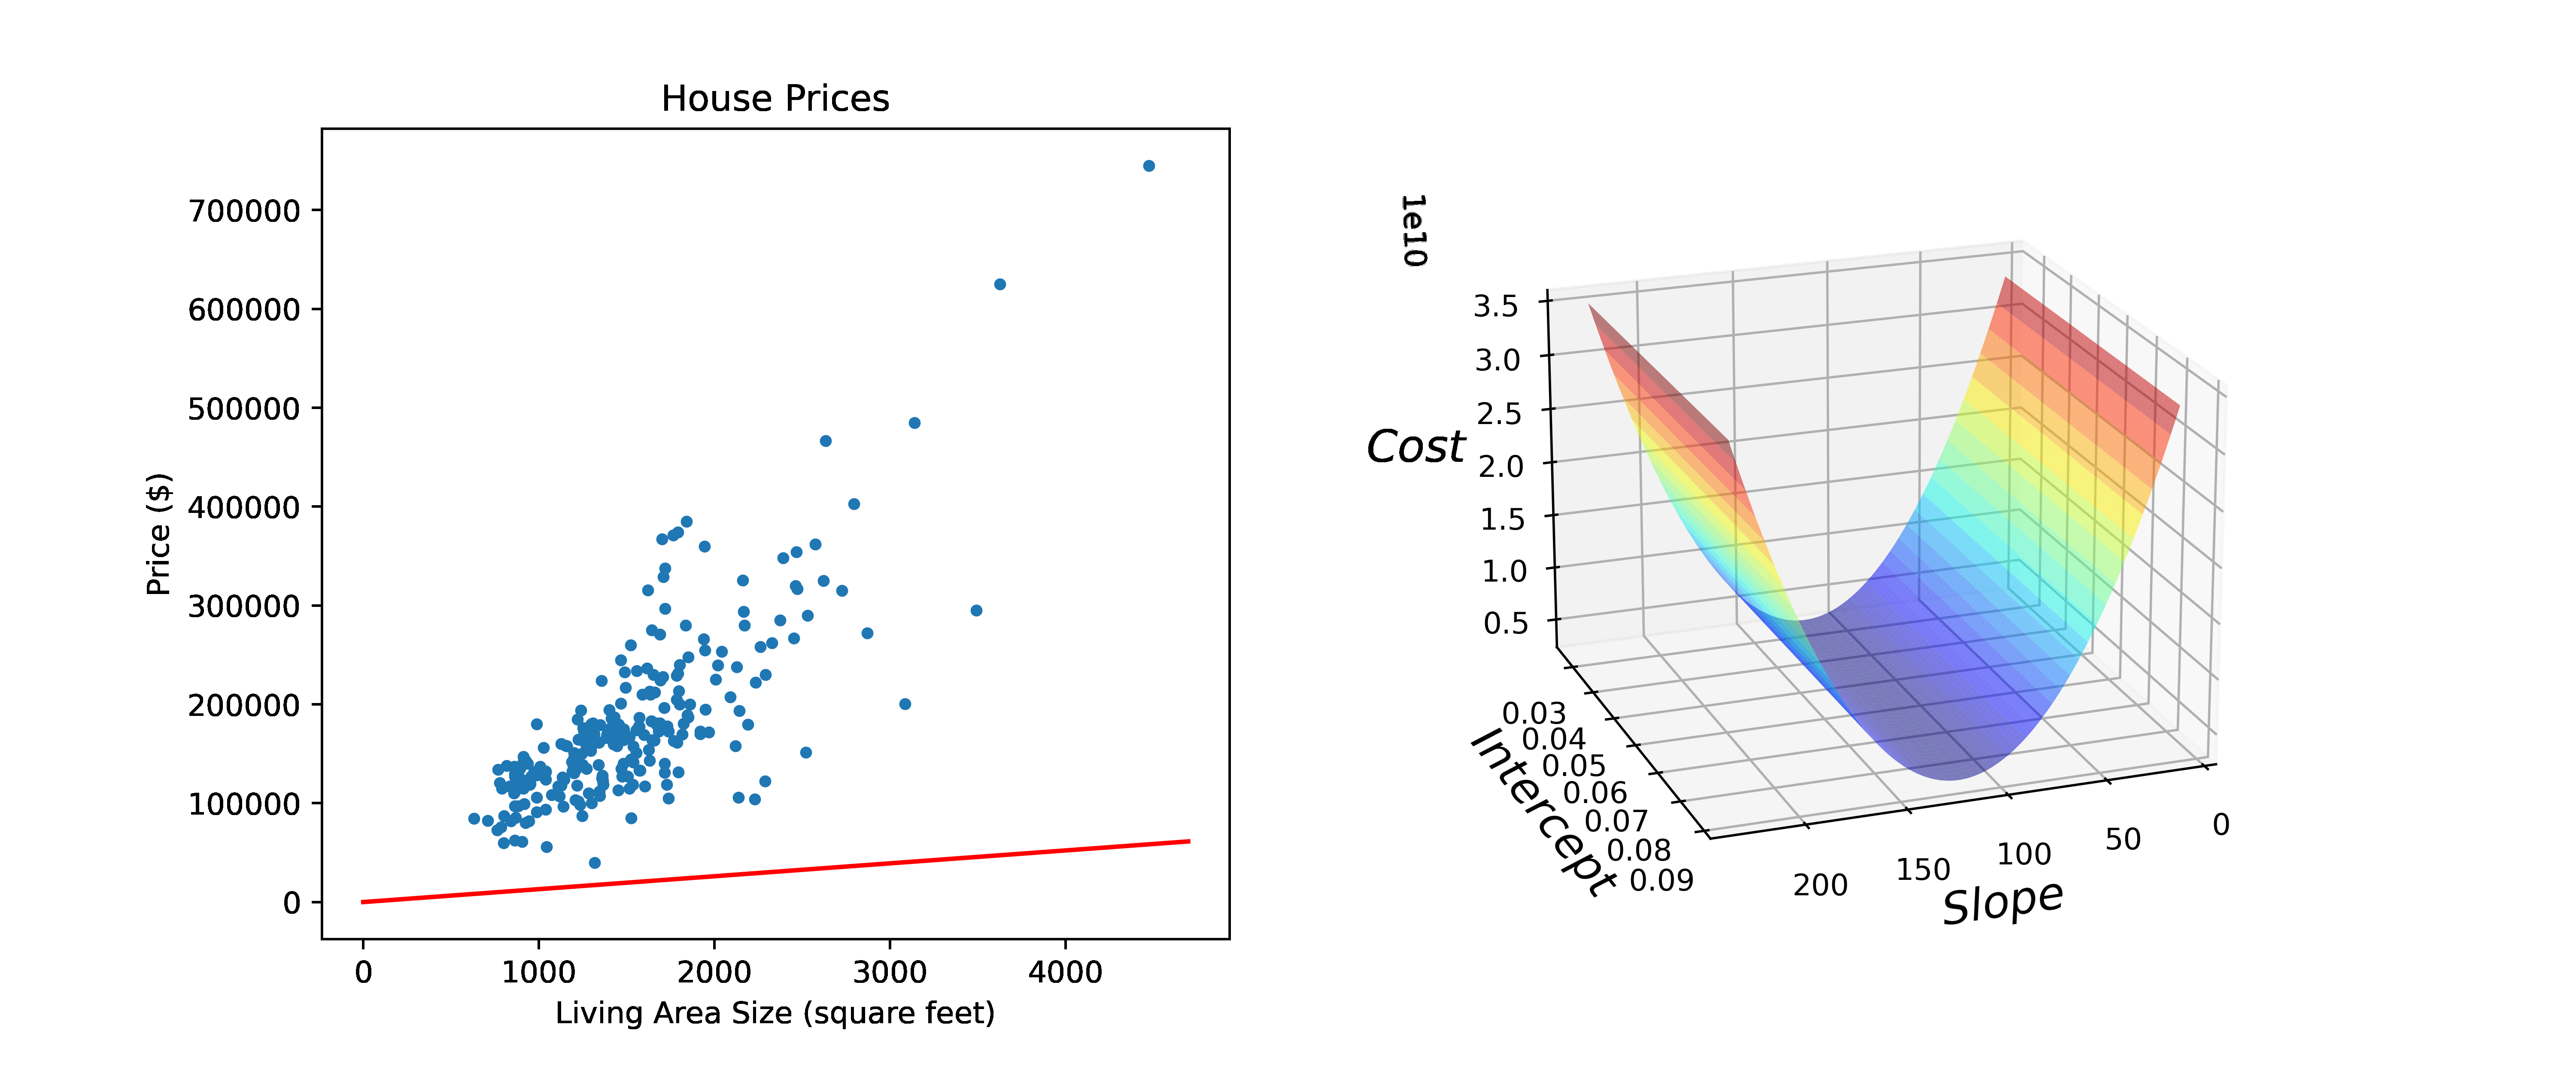 House Prices
Price ($)
700000
600000
500000
400000
300000
200000
100000
0
0 1000 2000 3000 4000
Living Area Size (square feet)
1e10
Cost
3.5
3.0
2.5
2.0
1.5
1.0
0.5
Intercept
0.03
0.04
0.05
0.06
0.07
0.08
0.09
200 150 100 50 0
Slope